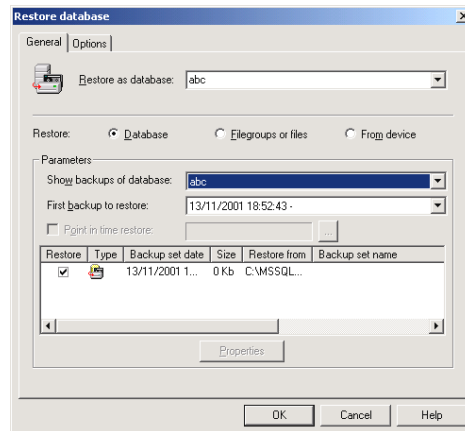 Restore database
General Options
Restore as database: abc
Restore: Database Filegroups or files From device
Parameters
Show backups of database: abc
First backup to restore: 13/11/2001 18:52:43 -
Point in time restore: ...
Restore Type Backup set date Size Restore from Backup set name
13/11/2001 1... 0 Kb C:\MSSQL...
Properties
OK Cancel Help